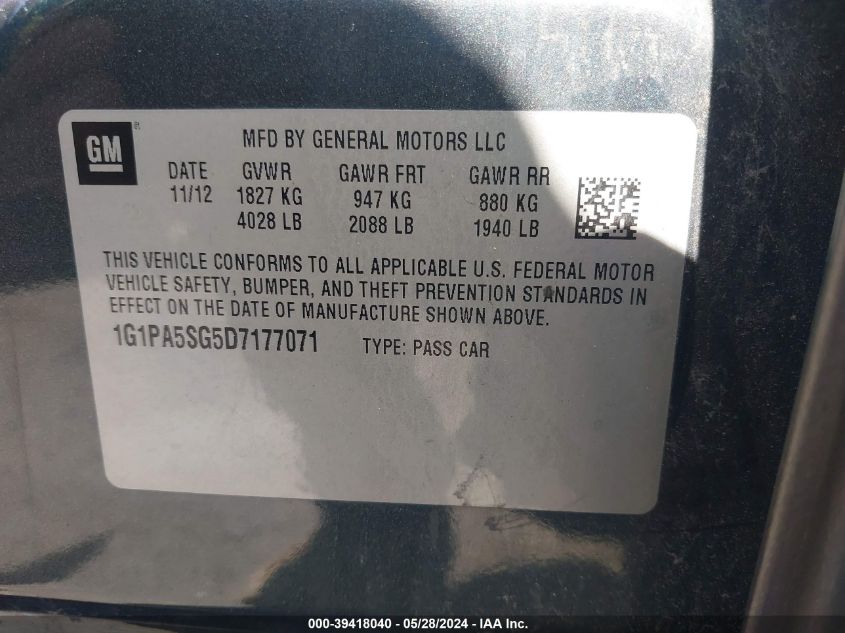 GM
MFD BY GENERAL MOTORS LLC
DATE GVWR GAWR FRT GAWR RR
11/12 1827 KG 947 KG 880 KG
4028 LB 2088 LB 1940 LB
THIS VEHICLE CONFORMS TO ALL APPLICABLE U.S. FEDERAL MOTOR
VEHICLE SAFETY, BUMPER, AND THEFT PREVENTION STANDARDS IN
EFFECT ON THE DATE OF MANUFACTURE SHOWN ABOVE.
1G1PA5SG5D7177071 TYPE: PASS CAR
000-39418040 - 05/28/2024 - IAA Inc.